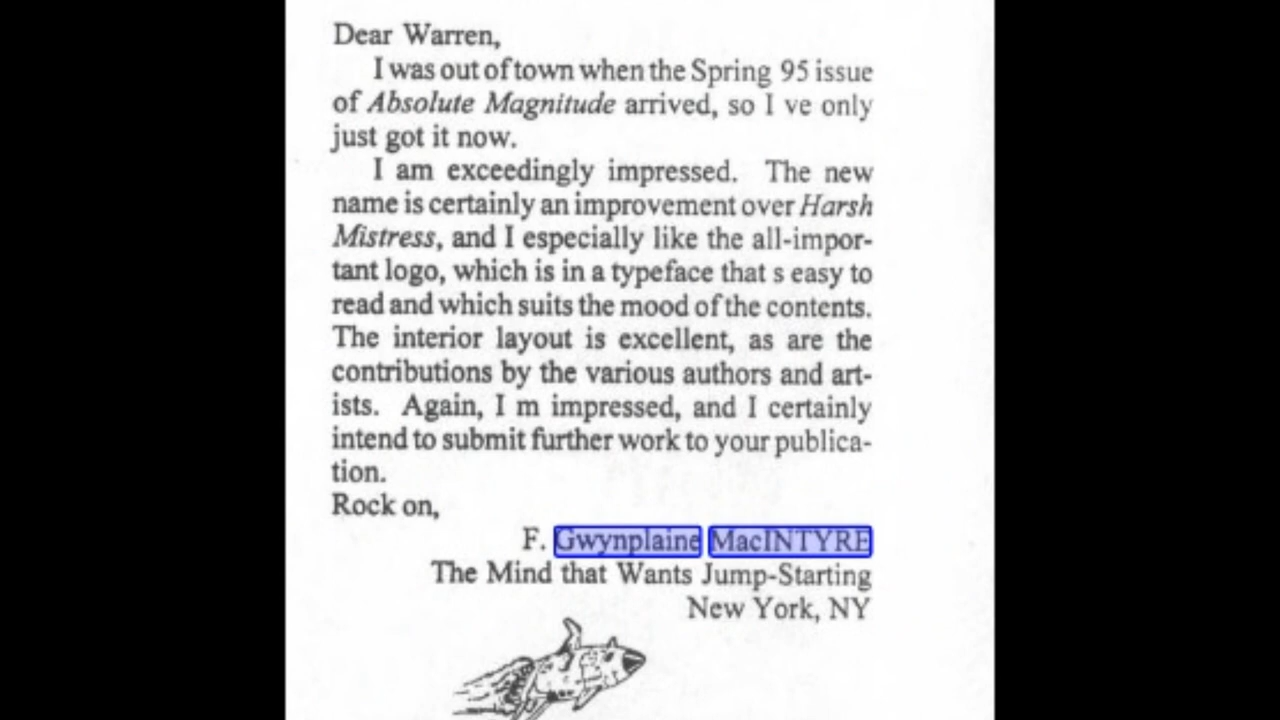 Dear Warren,
I was out of town when the Spring 95 issue
of Absolute Magnitude arrived, so I ve only
just got it now.
I am exceedingly impressed. The new
name is certainly an improvement over Harsh
Mistress, and I especially like the all-impor-
tant logo, which is in a typeface that s easy to
read and which suits the mood of the contents.
The interior layout is excellent, as are the
contributions by the various authors and art-
ists. Again, I m impressed, and I certainly
intend to submit further work to your publica-
tion.
Rock on,
F. Gwynplaine MacINTYRE
The Mind that Wants Jump-Starting
New York, NY